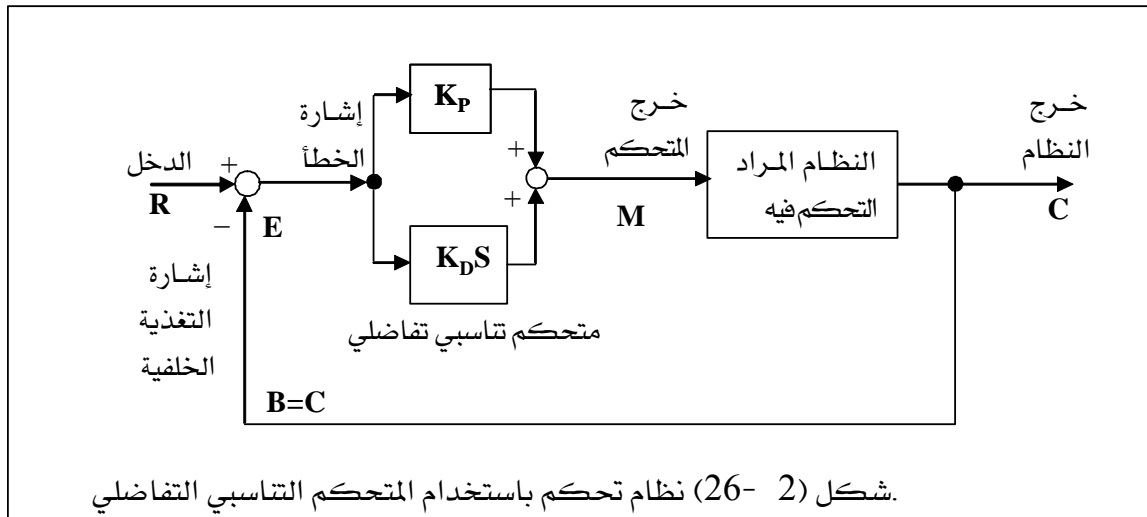 K_P
خرج
خرج
إشارة
النظام
المتحكم
الخطأ
النظام المراد
التحكم فيه
الدخل
+
+
+
R
−
E
M
C
K_DS
إشارة
التغذية
الخلفية
متحكم تناسبي تفاضلي
B=C
شكل (2 -26) نظام تحكم باستخدام المتحكم التناسبي التفاضلي.